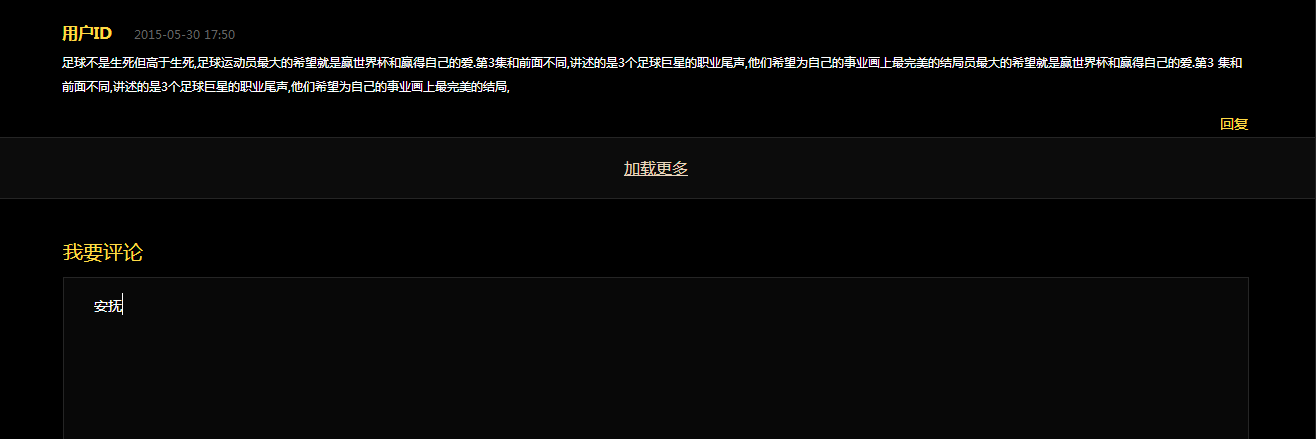 用户ID 2015-05-30 17:50
足球不是生死但高于生死,足球运动员最大的希望就是赢世界杯和赢得自己的爱.第3集和前面不同,讲述的是3个足球巨星的职业尾声,他们希望为自己的事业画上最完美的结局员最大的希望就是赢世界杯和赢得自己的爱.第3 集和
前面不同,讲述的是3个足球巨星的职业尾声,他们希望为自己的事业画上最完美的结局,
回复
加载更多
我要评论
安抚